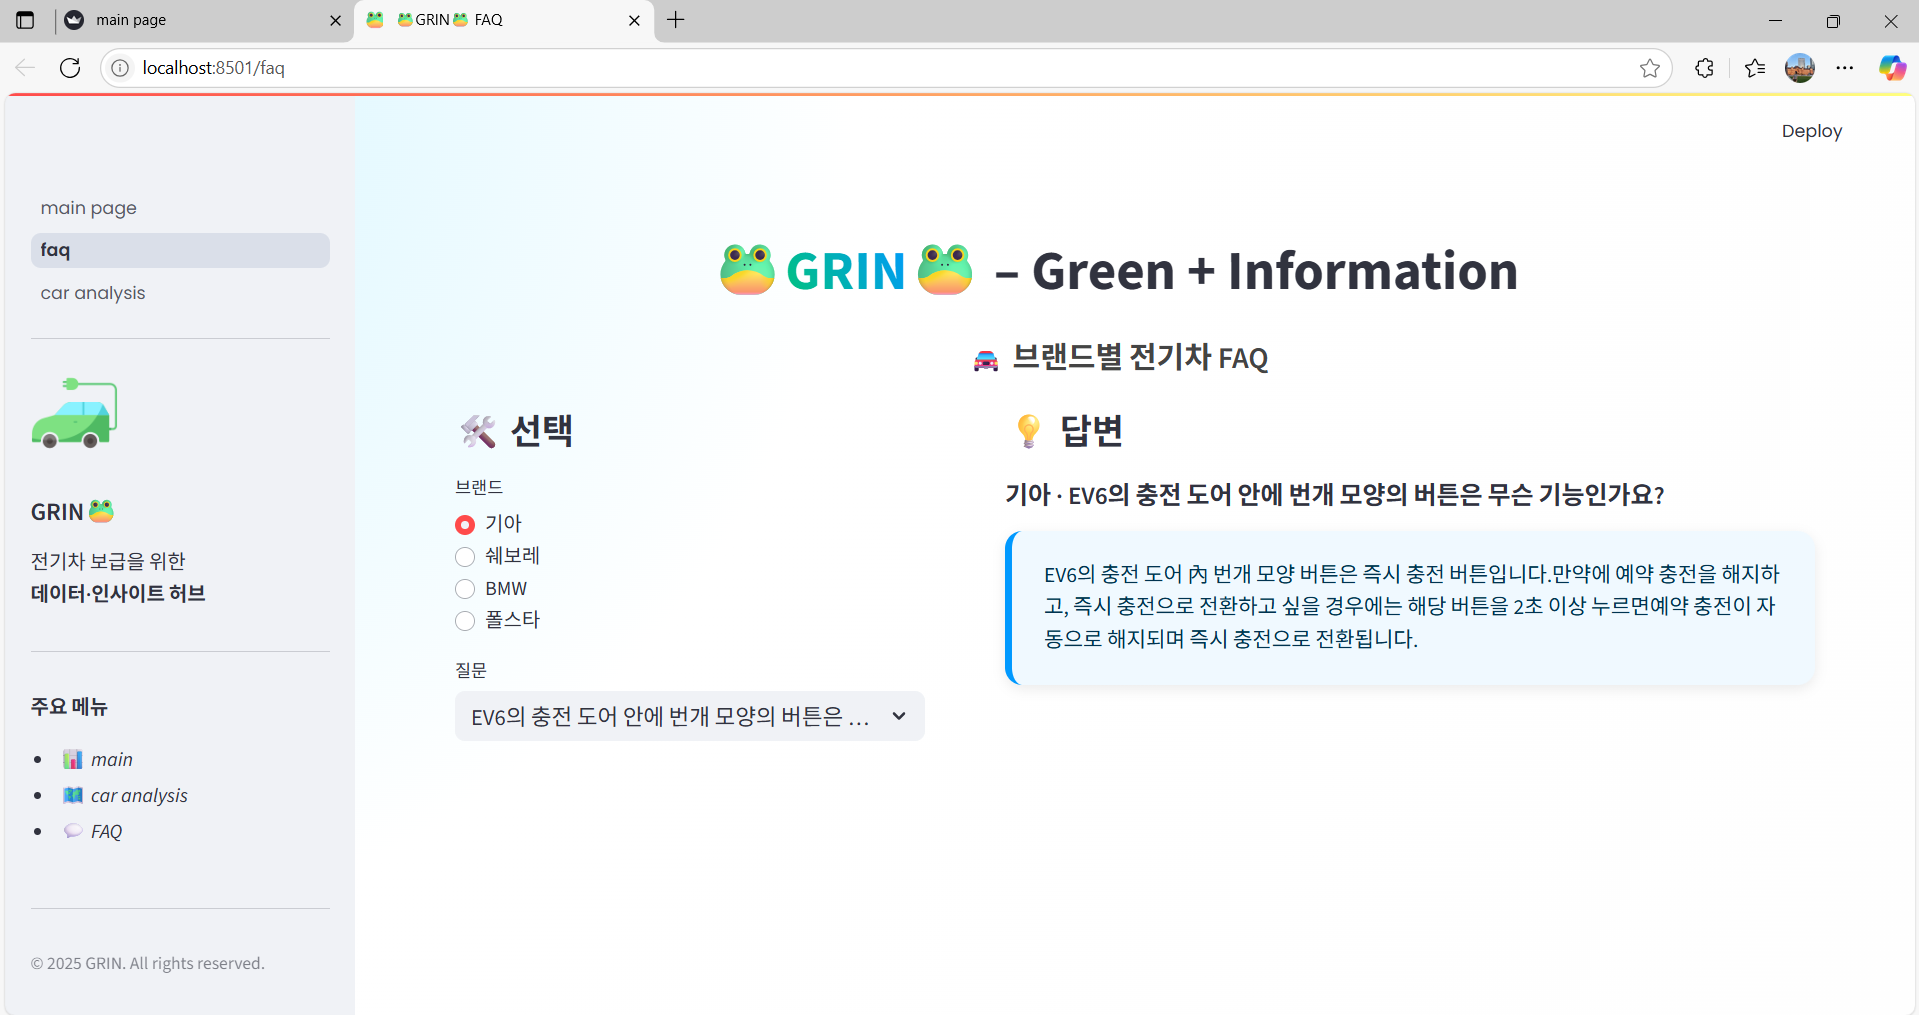 main page
GRIN FAQ
localhost:8501/faq
Deploy
main page
faq
car analysis
GRIN
전기차 보급을 위한
데이터·인사이트 허브
주요 메뉴
main
car analysis
FAQ
© 2025 GRIN. All rights reserved.
GRIN – Green + Information
브랜드별 전기차 FAQ
선택
브랜드
기아
쉐보레
BMW
폴스타
질문
EV6의 충전 도어 안에 번개 모양의 버튼은 ...
답변
기아 · EV6의 충전 도어 안에 번개 모양의 버튼은 무슨 기능인가요?
EV6의 충전 도어 內 번개 모양 버튼은 즉시 충전 버튼입니다.만약에 예약 충전을 해지하
고, 즉시 충전으로 전환하고 싶을 경우에는 해당 버튼을 2초 이상 누르면예약 충전이 자
동으로 해지되며 즉시 충전으로 전환됩니다.